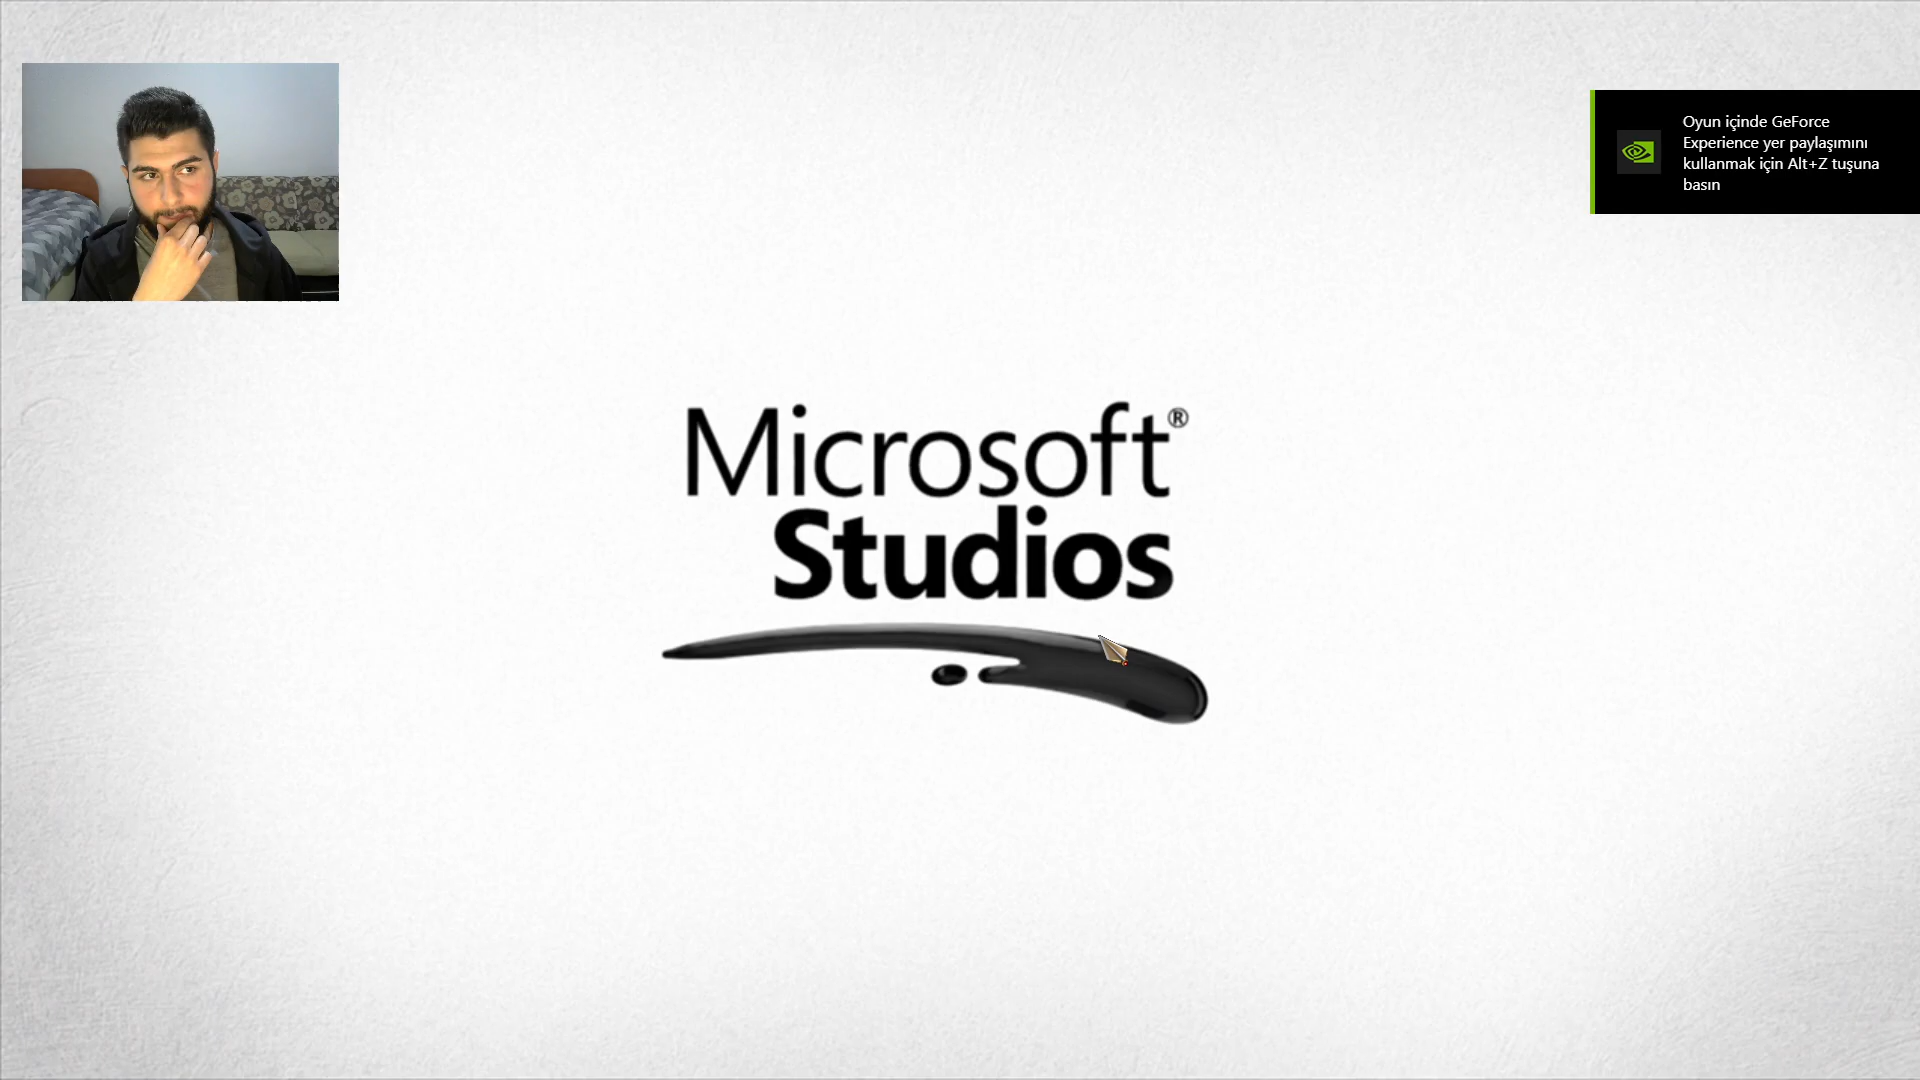 Oyun içinde GeForce
Experience yer paylaşımını
kullanmak için Alt+Z tuşuna
basın
Microsoft®
Studios